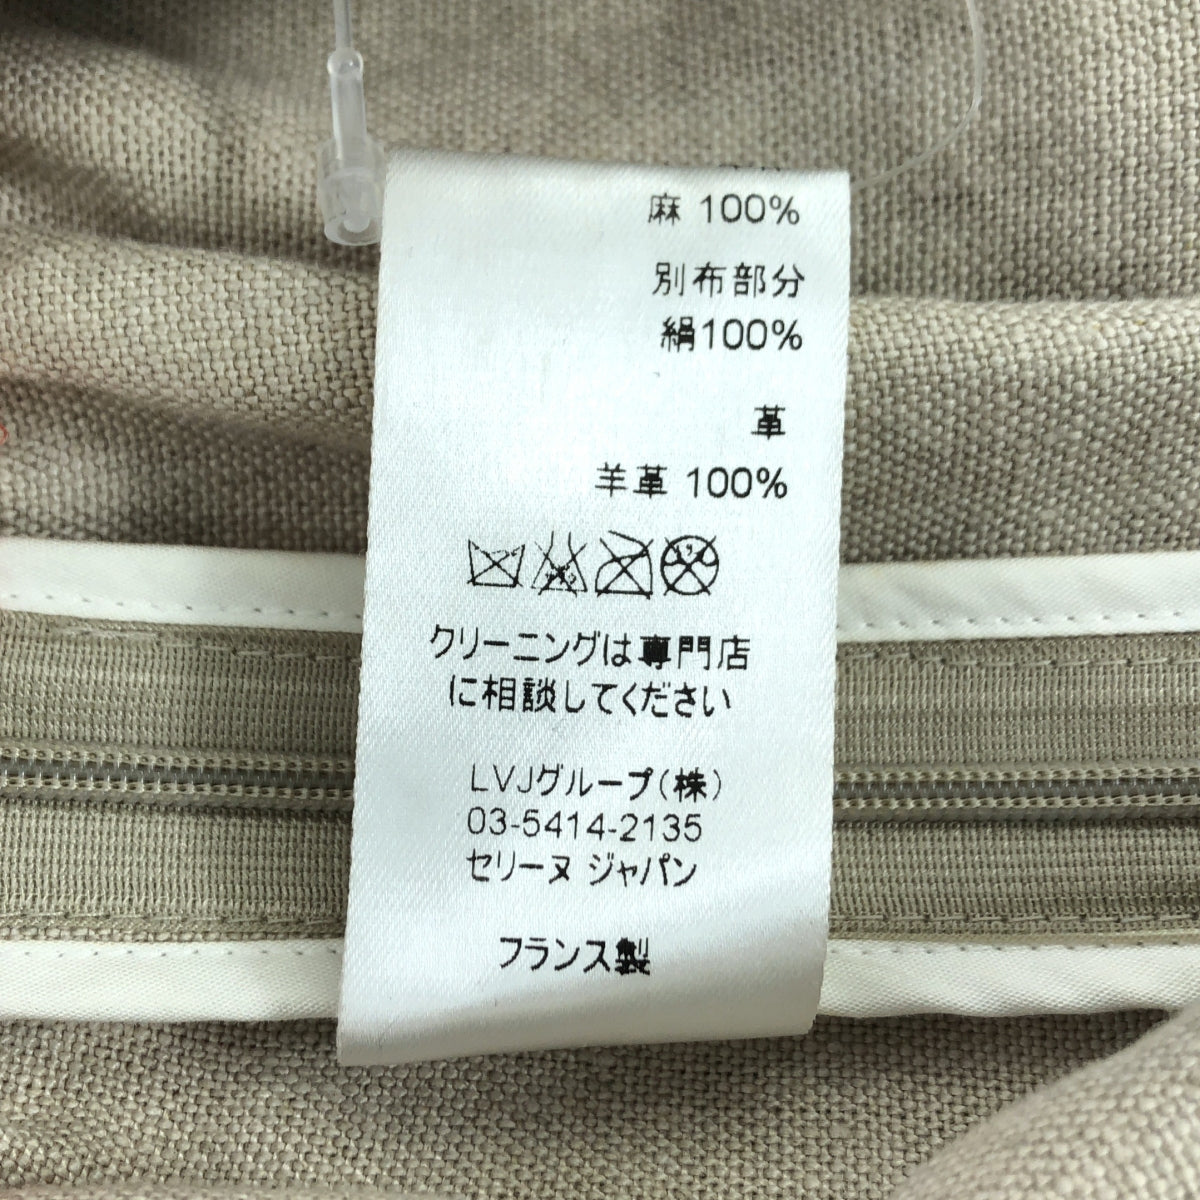 麻 100%
別布部分
絹100%
革
羊革 100%
クリーニングは専門店
に相談してください
LVJグループ(株)
03-5414-2135
セリーヌ ジャパン
フランス製